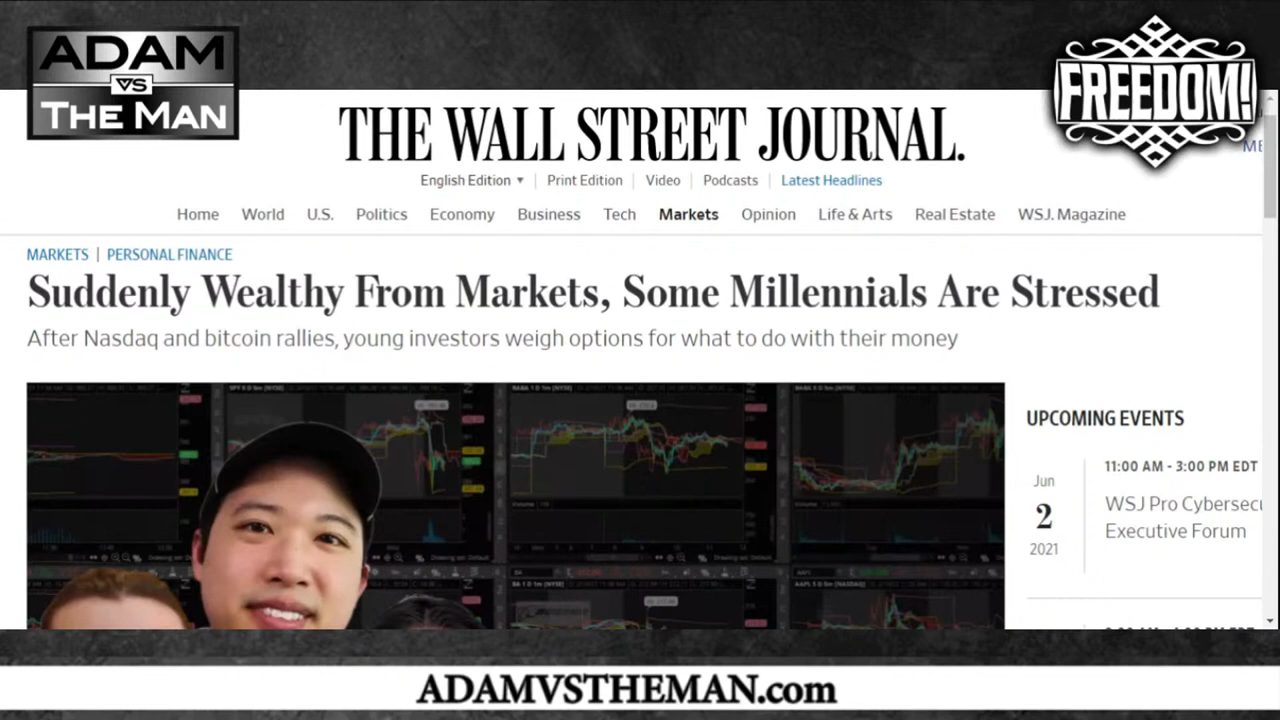 ADAM
VS
THE MAN
FREEDOM!
THE WALL STREET JOURNAL.
English Edition
Print Edition
Video
Podcasts
Latest Headlines
Home
World
U.S.
Politics
Economy
Business
Tech
Markets
Opinion
Life & Arts
Real Estate
WSJ. Magazine
MARKETS | PERSONAL FINANCE
Suddenly Wealthy From Markets, Some Millennials Are Stressed
After Nasdaq and bitcoin rallies, young investors weigh options for what to do with their money
UPCOMING EVENTS
Jun
2
2021
11:00 AM - 3:00 PM EDT
WSJ Pro Cybersecu
Executive Forum
ADAMVSTHEMAN.com